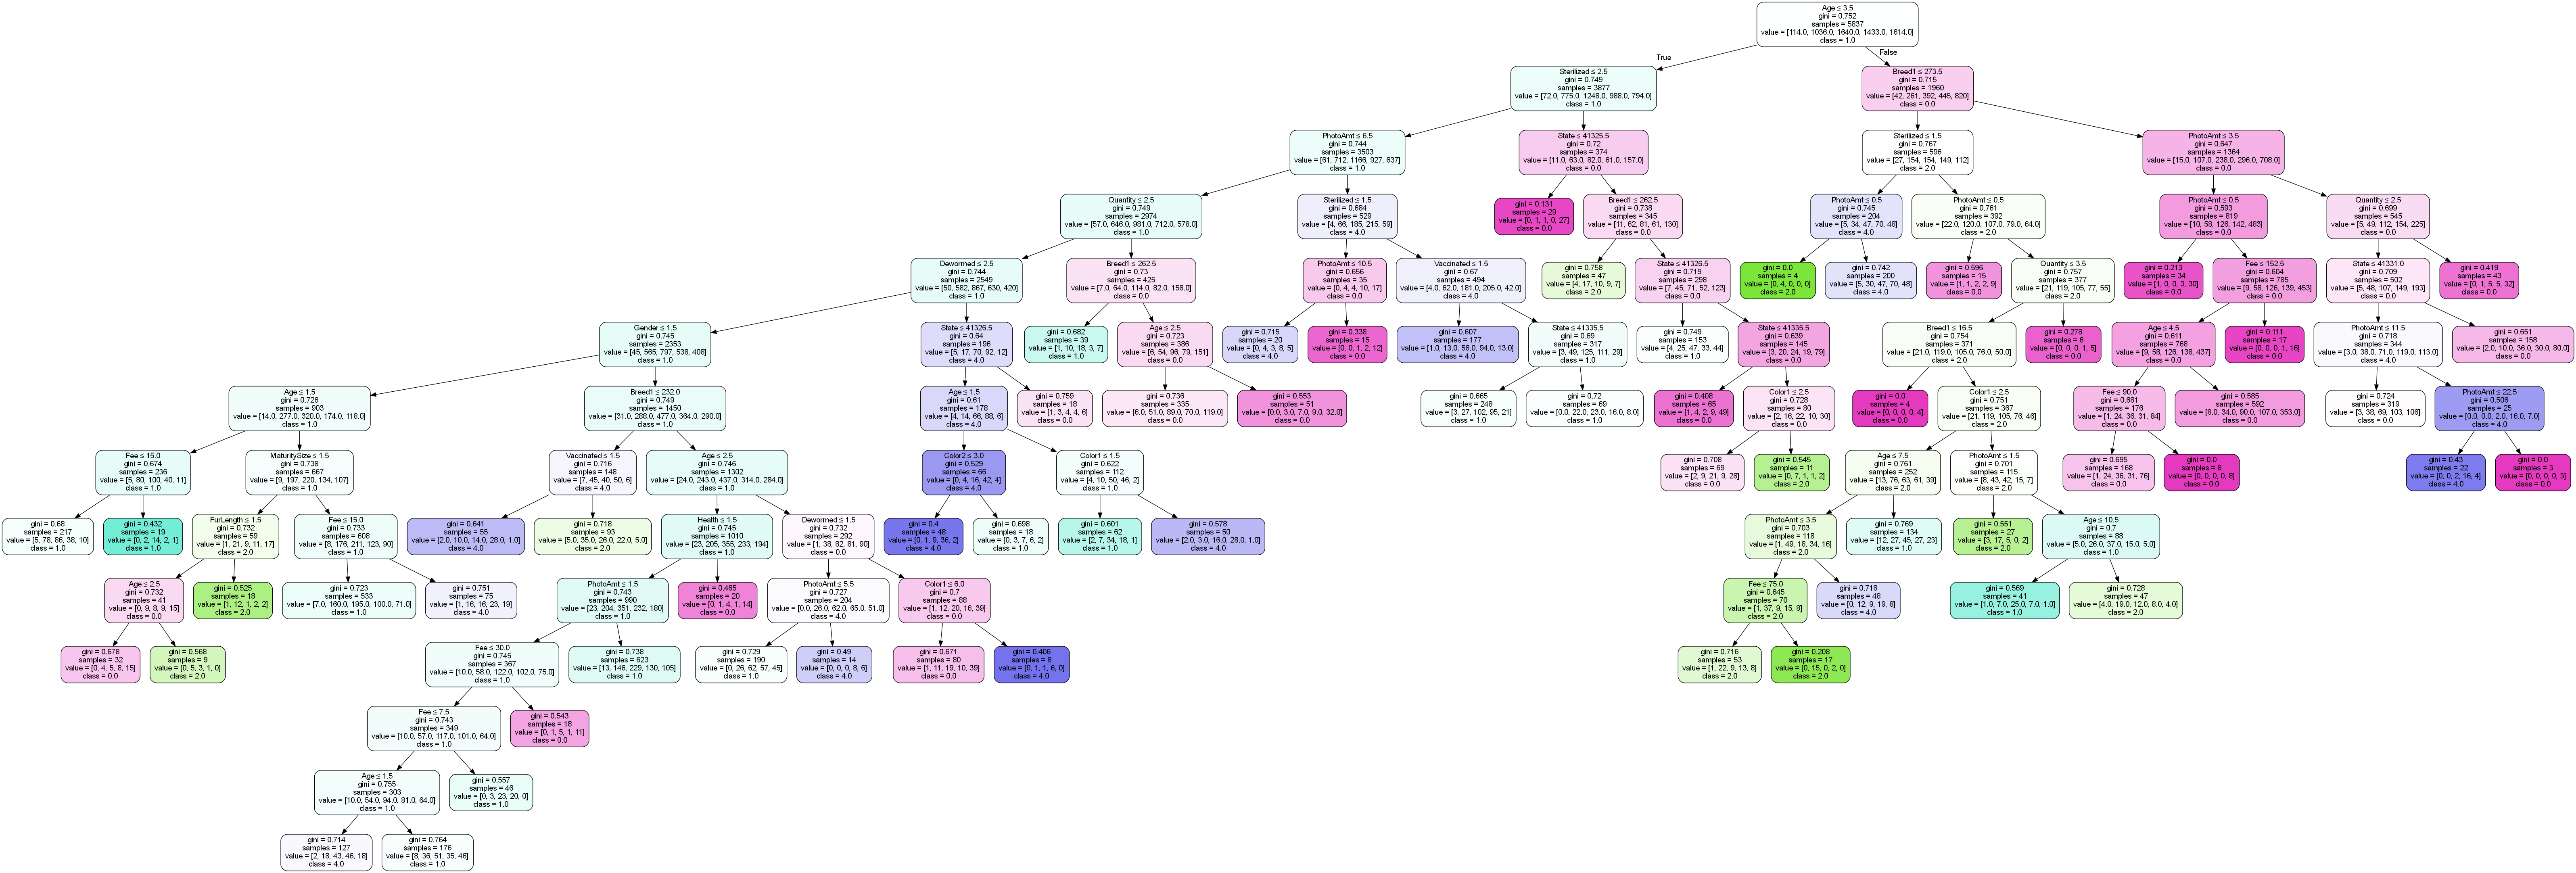 Age ≤ 3.5
gini = 0.752
samples = 5837
value = [114.0, 1036.0, 1640.0, 1433.0, 1614.0]
class = 1.0
True
False
Sterilized ≤ 2.5
gini = 0.749
samples = 3877
value = [72.0, 775.0, 1248.0, 988.0, 794.0]
class = 1.0
Breed1 ≤ 273.5
gini = 0.715
samples = 1960
value = [42, 261, 392, 445, 820]
class = 0.0
PhotoAmt ≤ 6.5
gini = 0.744
samples = 3503
value = [61, 712, 1166, 927, 637]
class = 1.0
State ≤ 41325.5
gini = 0.72
samples = 374
value = [11.0, 63.0, 82.0, 61.0, 157.0]
class = 0.0
Sterilized ≤ 1.5
gini = 0.767
samples = 596
value = [27, 154, 154, 149, 112]
class = 2.0
PhotoAmt ≤ 3.5
gini = 0.647
samples = 1364
value = [15.0, 107.0, 238.0, 296.0, 708.0]
class = 0.0
Quantity ≤ 2.5
gini = 0.749
samples = 2974
value = [57.0, 646.0, 981.0, 712.0, 578.0]
class = 1.0
Sterilized ≤ 1.5
gini = 0.684
samples = 529
value = [4, 66, 185, 215, 59]
class = 4.0
gini = 0.131
samples = 29
value = [0, 1, 1, 0, 27]
class = 0.0
Breed1 ≤ 262.5
gini = 0.738
samples = 345
value = [11, 62, 81, 61, 130]
class = 0.0
PhotoAmt ≤ 0.5
gini = 0.745
samples = 204
value = [5, 34, 47, 70, 48]
class = 4.0
PhotoAmt ≤ 0.5
gini = 0.761
samples = 392
value = [22.0, 120.0, 107.0, 79.0, 64.0]
class = 2.0
PhotoAmt ≤ 0.5
gini = 0.593
samples = 819
value = [10, 58, 126, 142, 483]
class = 0.0
Quantity ≤ 2.5
gini = 0.699
samples = 545
value = [5, 49, 112, 154, 225]
class = 0.0
Dewormed ≤ 2.5
gini = 0.744
samples = 2549
value = [50, 582, 867, 630, 420]
class = 1.0
Breed1 ≤ 262.5
gini = 0.73
samples = 425
value = [7.0, 64.0, 114.0, 82.0, 158.0]
class = 0.0
PhotoAmt ≤ 10.5
gini = 0.656
samples = 35
value = [0, 4, 4, 10, 17]
class = 0.0
Vaccinated ≤ 1.5
gini = 0.67
samples = 494
value = [4.0, 62.0, 181.0, 205.0, 42.0]
class = 4.0
gini = 0.758
samples = 47
value = [4, 17, 10, 9, 7]
class = 2.0
State ≤ 41326.5
gini = 0.719
samples = 298
value = [7, 45, 71, 52, 123]
class = 0.0
gini = 0.0
samples = 4
value = [0, 4, 0, 0, 0]
class = 2.0
gini = 0.742
samples = 200
value = [5, 30, 47, 70, 48]
class = 4.0
gini = 0.596
samples = 15
value = [1, 1, 2, 2, 9]
class = 0.0
Quantity ≤ 3.5
gini = 0.757
samples = 377
value = [21, 119, 105, 77, 55]
class = 2.0
gini = 0.213
samples = 34
value = [1, 0, 0, 3, 30]
class = 0.0
Fee ≤ 152.5
gini = 0.604
samples = 785
value = [9, 58, 126, 139, 453]
class = 0.0
State ≤ 41331.0
gini = 0.709
samples = 502
value = [5, 48, 107, 149, 193]
class = 0.0
gini = 0.419
samples = 43
value = [0, 1, 5, 5, 32]
class = 0.0
Gender ≤ 1.5
gini = 0.745
samples = 2353
value = [45, 565, 797, 538, 408]
class = 1.0
State ≤ 41326.5
gini = 0.64
samples = 196
value = [5, 17, 70, 92, 12]
class = 4.0
gini = 0.682
samples = 39
value = [1, 10, 18, 3, 7]
class = 1.0
Age ≤ 2.5
gini = 0.723
samples = 386
value = [6, 54, 96, 79, 151]
class = 0.0
gini = 0.715
samples = 20
value = [0, 4, 3, 8, 5]
class = 4.0
gini = 0.338
samples = 15
value = [0, 0, 1, 2, 12]
class = 0.0
gini = 0.607
samples = 177
value = [1.0, 13.0, 56.0, 94.0, 13.0]
class = 4.0
State ≤ 41335.5
gini = 0.69
samples = 317
value = [3, 49, 125, 111, 29]
class = 1.0
gini = 0.749
samples = 153
value = [4, 25, 47, 33, 44]
class = 1.0
State ≤ 41335.5
gini = 0.639
samples = 145
value = [3, 20, 24, 19, 79]
class = 0.0
Breed1 ≤ 16.5
gini = 0.754
samples = 371
value = [21.0, 119.0, 105.0, 76.0, 50.0]
class = 2.0
gini = 0.278
samples = 6
value = [0, 0, 0, 1, 5]
class = 0.0
Age ≤ 4.5
gini = 0.611
samples = 768
value = [9, 58, 126, 138, 437]
class = 0.0
gini = 0.111
samples = 17
value = [0, 0, 0, 1, 16]
class = 0.0
PhotoAmt ≤ 11.5
gini = 0.718
samples = 344
value = [3.0, 38.0, 71.0, 119.0, 113.0]
class = 4.0
gini = 0.651
samples = 158
value = [2.0, 10.0, 36.0, 30.0, 80.0]
class = 0.0
Age ≤ 1.5
gini = 0.726
samples = 903
value = [14.0, 277.0, 320.0, 174.0, 118.0]
class = 1.0
Breed1 ≤ 232.0
gini = 0.749
samples = 1450
value = [31.0, 288.0, 477.0, 364.0, 290.0]
class = 1.0
Age ≤ 1.5
gini = 0.61
samples = 178
value = [4, 14, 66, 88, 6]
class = 4.0
gini = 0.759
samples = 18
value = [1, 3, 4, 4, 6]
class = 0.0
gini = 0.736
samples = 335
value = [6.0, 51.0, 89.0, 70.0, 119.0]
class = 0.0
gini = 0.553
samples = 51
value = [0.0, 3.0, 7.0, 9.0, 32.0]
class = 0.0
gini = 0.665
samples = 248
value = [3, 27, 102, 95, 21]
class = 1.0
gini = 0.72
samples = 69
value = [0.0, 22.0, 23.0, 16.0, 8.0]
class = 1.0
gini = 0.408
samples = 65
value = [1, 4, 2, 9, 49]
class = 0.0
Color1 ≤ 2.5
gini = 0.728
samples = 80
value = [2, 16, 22, 10, 30]
class = 0.0
gini = 0.0
samples = 4
value = [0, 0, 0, 0, 4]
class = 0.0
Color1 ≤ 2.5
gini = 0.751
samples = 367
value = [21, 119, 105, 76, 46]
class = 2.0
Fee ≤ 90.0
gini = 0.681
samples = 176
value = [1, 24, 36, 31, 84]
class = 0.0
gini = 0.585
samples = 592
value = [8.0, 34.0, 90.0, 107.0, 353.0]
class = 0.0
gini = 0.724
samples = 319
value = [3, 38, 69, 103, 106]
class = 0.0
PhotoAmt ≤ 22.5
gini = 0.506
samples = 25
value = [0.0, 0.0, 2.0, 16.0, 7.0]
class = 4.0
Fee ≤ 15.0
gini = 0.674
samples = 236
value = [5, 80, 100, 40, 11]
class = 1.0
MaturitySize ≤ 1.5
gini = 0.738
samples = 667
value = [9, 197, 220, 134, 107]
class = 1.0
Vaccinated ≤ 1.5
gini = 0.716
samples = 148
value = [7, 45, 40, 50, 6]
class = 4.0
Age ≤ 2.5
gini = 0.746
samples = 1302
value = [24.0, 243.0, 437.0, 314.0, 284.0]
class = 1.0
Color2 ≤ 3.0
gini = 0.529
samples = 66
value = [0, 4, 16, 42, 4]
class = 4.0
Color1 ≤ 1.5
gini = 0.622
samples = 112
value = [4, 10, 50, 46, 2]
class = 1.0
gini = 0.708
samples = 69
value = [2, 9, 21, 9, 28]
class = 0.0
gini = 0.545
samples = 11
value = [0, 7, 1, 1, 2]
class = 2.0
Age ≤ 7.5
gini = 0.761
samples = 252
value = [13, 76, 63, 61, 39]
class = 2.0
PhotoAmt ≤ 1.5
gini = 0.701
samples = 115
value = [8, 43, 42, 15, 7]
class = 2.0
gini = 0.695
samples = 168
value = [1, 24, 36, 31, 76]
class = 0.0
gini = 0.0
samples = 8
value = [0, 0, 0, 0, 8]
class = 0.0
gini = 0.43
samples = 22
value = [0, 0, 2, 16, 4]
class = 4.0
gini = 0.0
samples = 3
value = [0, 0, 0, 0, 3]
class = 0.0
gini = 0.68
samples = 217
value = [5, 78, 86, 38, 10]
class = 1.0
gini = 0.432
samples = 19
value = [0, 2, 14, 2, 1]
class = 1.0
FurLength ≤ 1.5
gini = 0.732
samples = 59
value = [1, 21, 9, 11, 17]
class = 2.0
Fee ≤ 15.0
gini = 0.733
samples = 608
value = [8, 176, 211, 123, 90]
class = 1.0
gini = 0.641
samples = 55
value = [2.0, 10.0, 14.0, 28.0, 1.0]
class = 4.0
gini = 0.718
samples = 93
value = [5.0, 35.0, 26.0, 22.0, 5.0]
class = 2.0
Health ≤ 1.5
gini = 0.745
samples = 1010
value = [23, 205, 355, 233, 194]
class = 1.0
Dewormed ≤ 1.5
gini = 0.732
samples = 292
value = [1, 38, 82, 81, 90]
class = 0.0
gini = 0.4
samples = 48
value = [0, 1, 9, 36, 2]
class = 4.0
gini = 0.698
samples = 18
value = [0, 3, 7, 6, 2]
class = 1.0
gini = 0.601
samples = 62
value = [2, 7, 34, 18, 1]
class = 1.0
gini = 0.578
samples = 50
value = [2.0, 3.0, 16.0, 28.0, 1.0]
class = 4.0
PhotoAmt ≤ 3.5
gini = 0.703
samples = 118
value = [1, 49, 18, 34, 16]
class = 2.0
gini = 0.769
samples = 134
value = [12, 27, 45, 27, 23]
class = 1.0
gini = 0.551
samples = 27
value = [3, 17, 5, 0, 2]
class = 2.0
Age ≤ 10.5
gini = 0.7
samples = 88
value = [5.0, 26.0, 37.0, 15.0, 5.0]
class = 1.0
Age ≤ 2.5
gini = 0.732
samples = 41
value = [0, 9, 8, 9, 15]
class = 0.0
gini = 0.525
samples = 18
value = [1, 12, 1, 2, 2]
class = 2.0
gini = 0.723
samples = 533
value = [7.0, 160.0, 195.0, 100.0, 71.0]
class = 1.0
gini = 0.751
samples = 75
value = [1, 16, 16, 23, 19]
class = 4.0
PhotoAmt ≤ 1.5
gini = 0.743
samples = 990
value = [23, 204, 351, 232, 180]
class = 1.0
gini = 0.465
samples = 20
value = [0, 1, 4, 1, 14]
class = 0.0
PhotoAmt ≤ 5.5
gini = 0.727
samples = 204
value = [0.0, 26.0, 62.0, 65.0, 51.0]
class = 4.0
Color1 ≤ 6.0
gini = 0.7
samples = 88
value = [1, 12, 20, 16, 39]
class = 0.0
Fee ≤ 75.0
gini = 0.645
samples = 70
value = [1, 37, 9, 15, 8]
class = 2.0
gini = 0.718
samples = 48
value = [0, 12, 9, 19, 8]
class = 4.0
gini = 0.569
samples = 41
value = [1.0, 7.0, 25.0, 7.0, 1.0]
class = 1.0
gini = 0.728
samples = 47
value = [4.0, 19.0, 12.0, 8.0, 4.0]
class = 2.0
gini = 0.678
samples = 32
value = [0, 4, 5, 8, 15]
class = 0.0
gini = 0.568
samples = 9
value = [0, 5, 3, 1, 0]
class = 2.0
Fee ≤ 30.0
gini = 0.745
samples = 367
value = [10.0, 58.0, 122.0, 102.0, 75.0]
class = 1.0
gini = 0.738
samples = 623
value = [13, 146, 229, 130, 105]
class = 1.0
gini = 0.729
samples = 190
value = [0, 26, 62, 57, 45]
class = 1.0
gini = 0.49
samples = 14
value = [0, 0, 0, 8, 6]
class = 4.0
gini = 0.671
samples = 80
value = [1, 11, 19, 10, 39]
class = 0.0
gini = 0.406
samples = 8
value = [0, 1, 1, 6, 0]
class = 4.0
gini = 0.716
samples = 53
value = [1, 22, 9, 13, 8]
class = 2.0
gini = 0.208
samples = 17
value = [0, 15, 0, 2, 0]
class = 2.0
Fee ≤ 7.5
gini = 0.743
samples = 349
value = [10.0, 57.0, 117.0, 101.0, 64.0]
class = 1.0
gini = 0.543
samples = 18
value = [0, 1, 5, 1, 11]
class = 0.0
Age ≤ 1.5
gini = 0.755
samples = 303
value = [10.0, 54.0, 94.0, 81.0, 64.0]
class = 1.0
gini = 0.557
samples = 46
value = [0, 3, 23, 20, 0]
class = 1.0
gini = 0.714
samples = 127
value = [2, 18, 43, 46, 18]
class = 4.0
gini = 0.764
samples = 176
value = [8, 36, 51, 35, 46]
class = 1.0